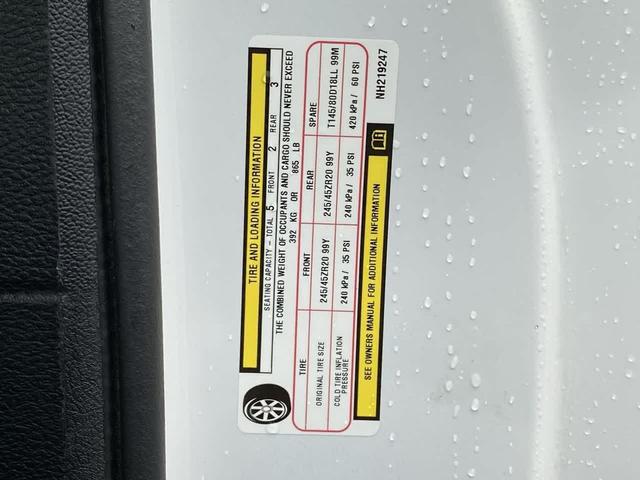 TIRE AND LOADING INFORMATION
SEATING CAPACITY - TOTAL 5 FRONT 2 REAR 3
THE COMBINED WEIGHT OF OCCUPANTS AND CARGO SHOULD NEVER EXCEED
392 KG OR 865 LB
TIRE FRONT REAR SPARE
ORIGINAL TIRE SIZE 245/45ZR20 99Y 245/45ZR20 99Y T145/80D18LL 99M
COLD TIRE INFLATION
PRESSURE 240 kPa / 35 PSI 240 kPa / 35 PSI 420 kPa / 60 PSI
SEE OWNERS MANUAL FOR ADDITIONAL INFORMATION
NH219247